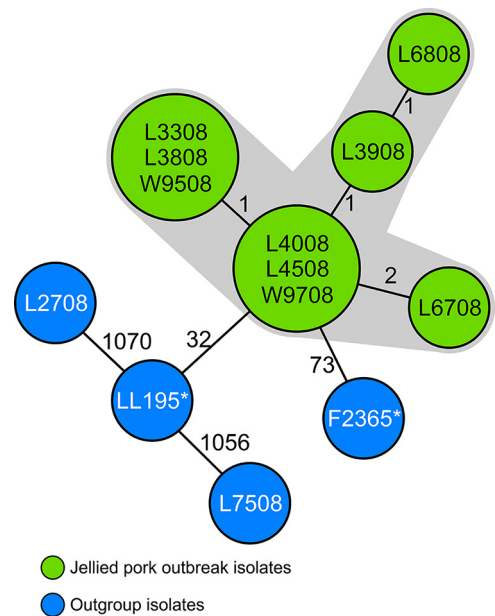 L6808
1
L3308
L3808
W9508
L3908
1
1
L4008
L4508
W9708
2
L6708
L2708
1070
32
73
LL195*
F2365*
1056
L7508
Jellied pork outbreak isolates
Outgroup isolates